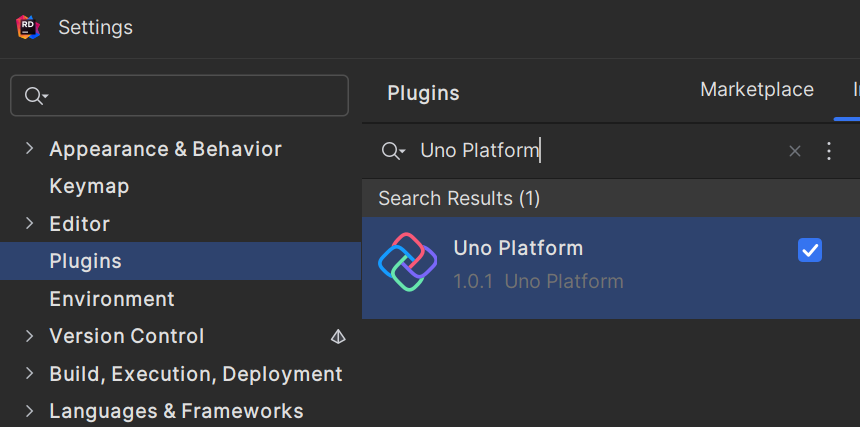 RD
Settings
Plugins
Marketplace
Uno Platform
Search Results (1)
Uno Platform
1.0.1 Uno Platform
Appearance & Behavior
Keymap
Editor
Plugins
Environment
Version Control
Build, Execution, Deployment
Languages & Frameworks